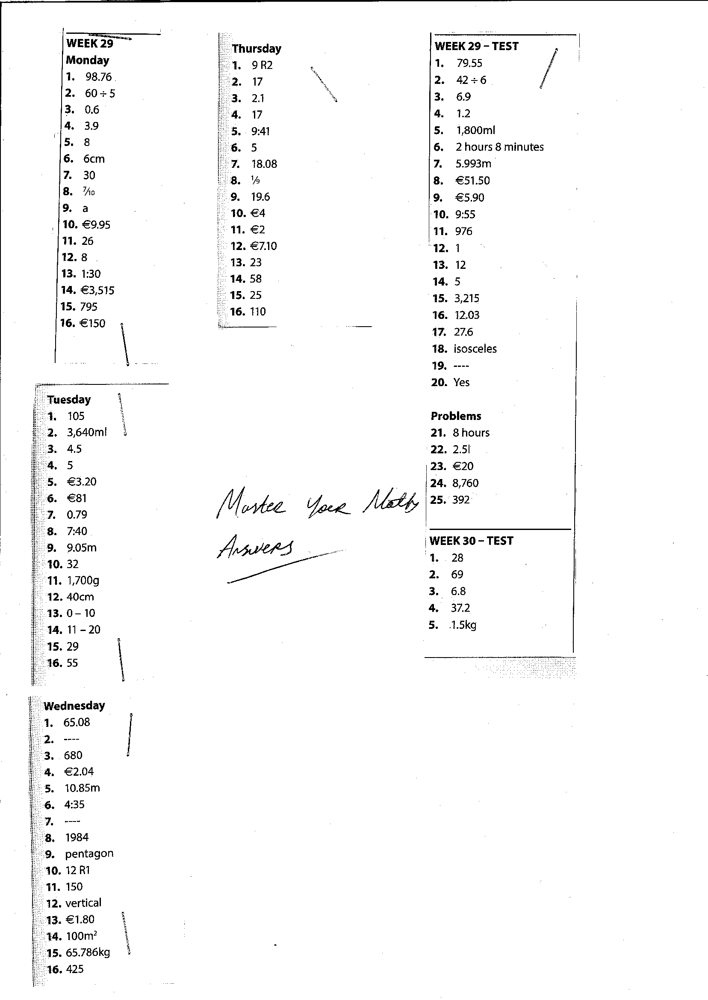 WEEK 29
Monday
1. 98.76
2. 60 ÷ 5
3. 0.6
4. 3.9
5. 8
6. 6cm
7. 30
8. 7/10
9. a
10. €9.95
11. 26
12. 8
13. 1:30
14. €3,515
15. 795
16. €150
Tuesday
1. 105
2. 3,640ml
3. 4.5
4. 5
5. €3.20
6. €81
7. 0.79
8. 7:40
9. 9.05m
10. 32
11. 1,700g
12. 40cm
13. 0 – 10
14. 11 – 20
15. 29
16. 55
Wednesday
1. 65.08
2. ----
3. 680
4. €2.04
5. 10.85m
6. 4:35
7. ----
8. 1984
9. pentagon
10. 12 R1
11. 150
12. vertical
13. €1.80
14. 100m²
15. 65.786kg
16. 425
Thursday
1. 9 R2
2. 17
3. 2.1
4. 17
5. 9:41
6. 5
7. 18.08
8. 1/9
9. 19.6
10. €4
11. €2
12. €7.10
13. 23
14. 58
15. 25
16. 110
Master Your Maths
Answers
WEEK 29 – TEST
1. 79.55
2. 42 ÷ 6
3. 6.9
4. 1.2
5. 1,800ml
6. 2 hours 8 minutes
7. 5.993m
8. €51.50
9. €5.90
10. 9:55
11. 976
12. 1
13. 12
14. 5
15. 3,215
16. 12.03
17. 27.6
18. isosceles
19. ----
20. Yes
Problems
21. 8 hours
22. 2.5l
23. €20
24. 8,760
25. 392
WEEK 30 – TEST
1. 28
2. 69
3. 6.8
4. 37.2
5. 1.5kg